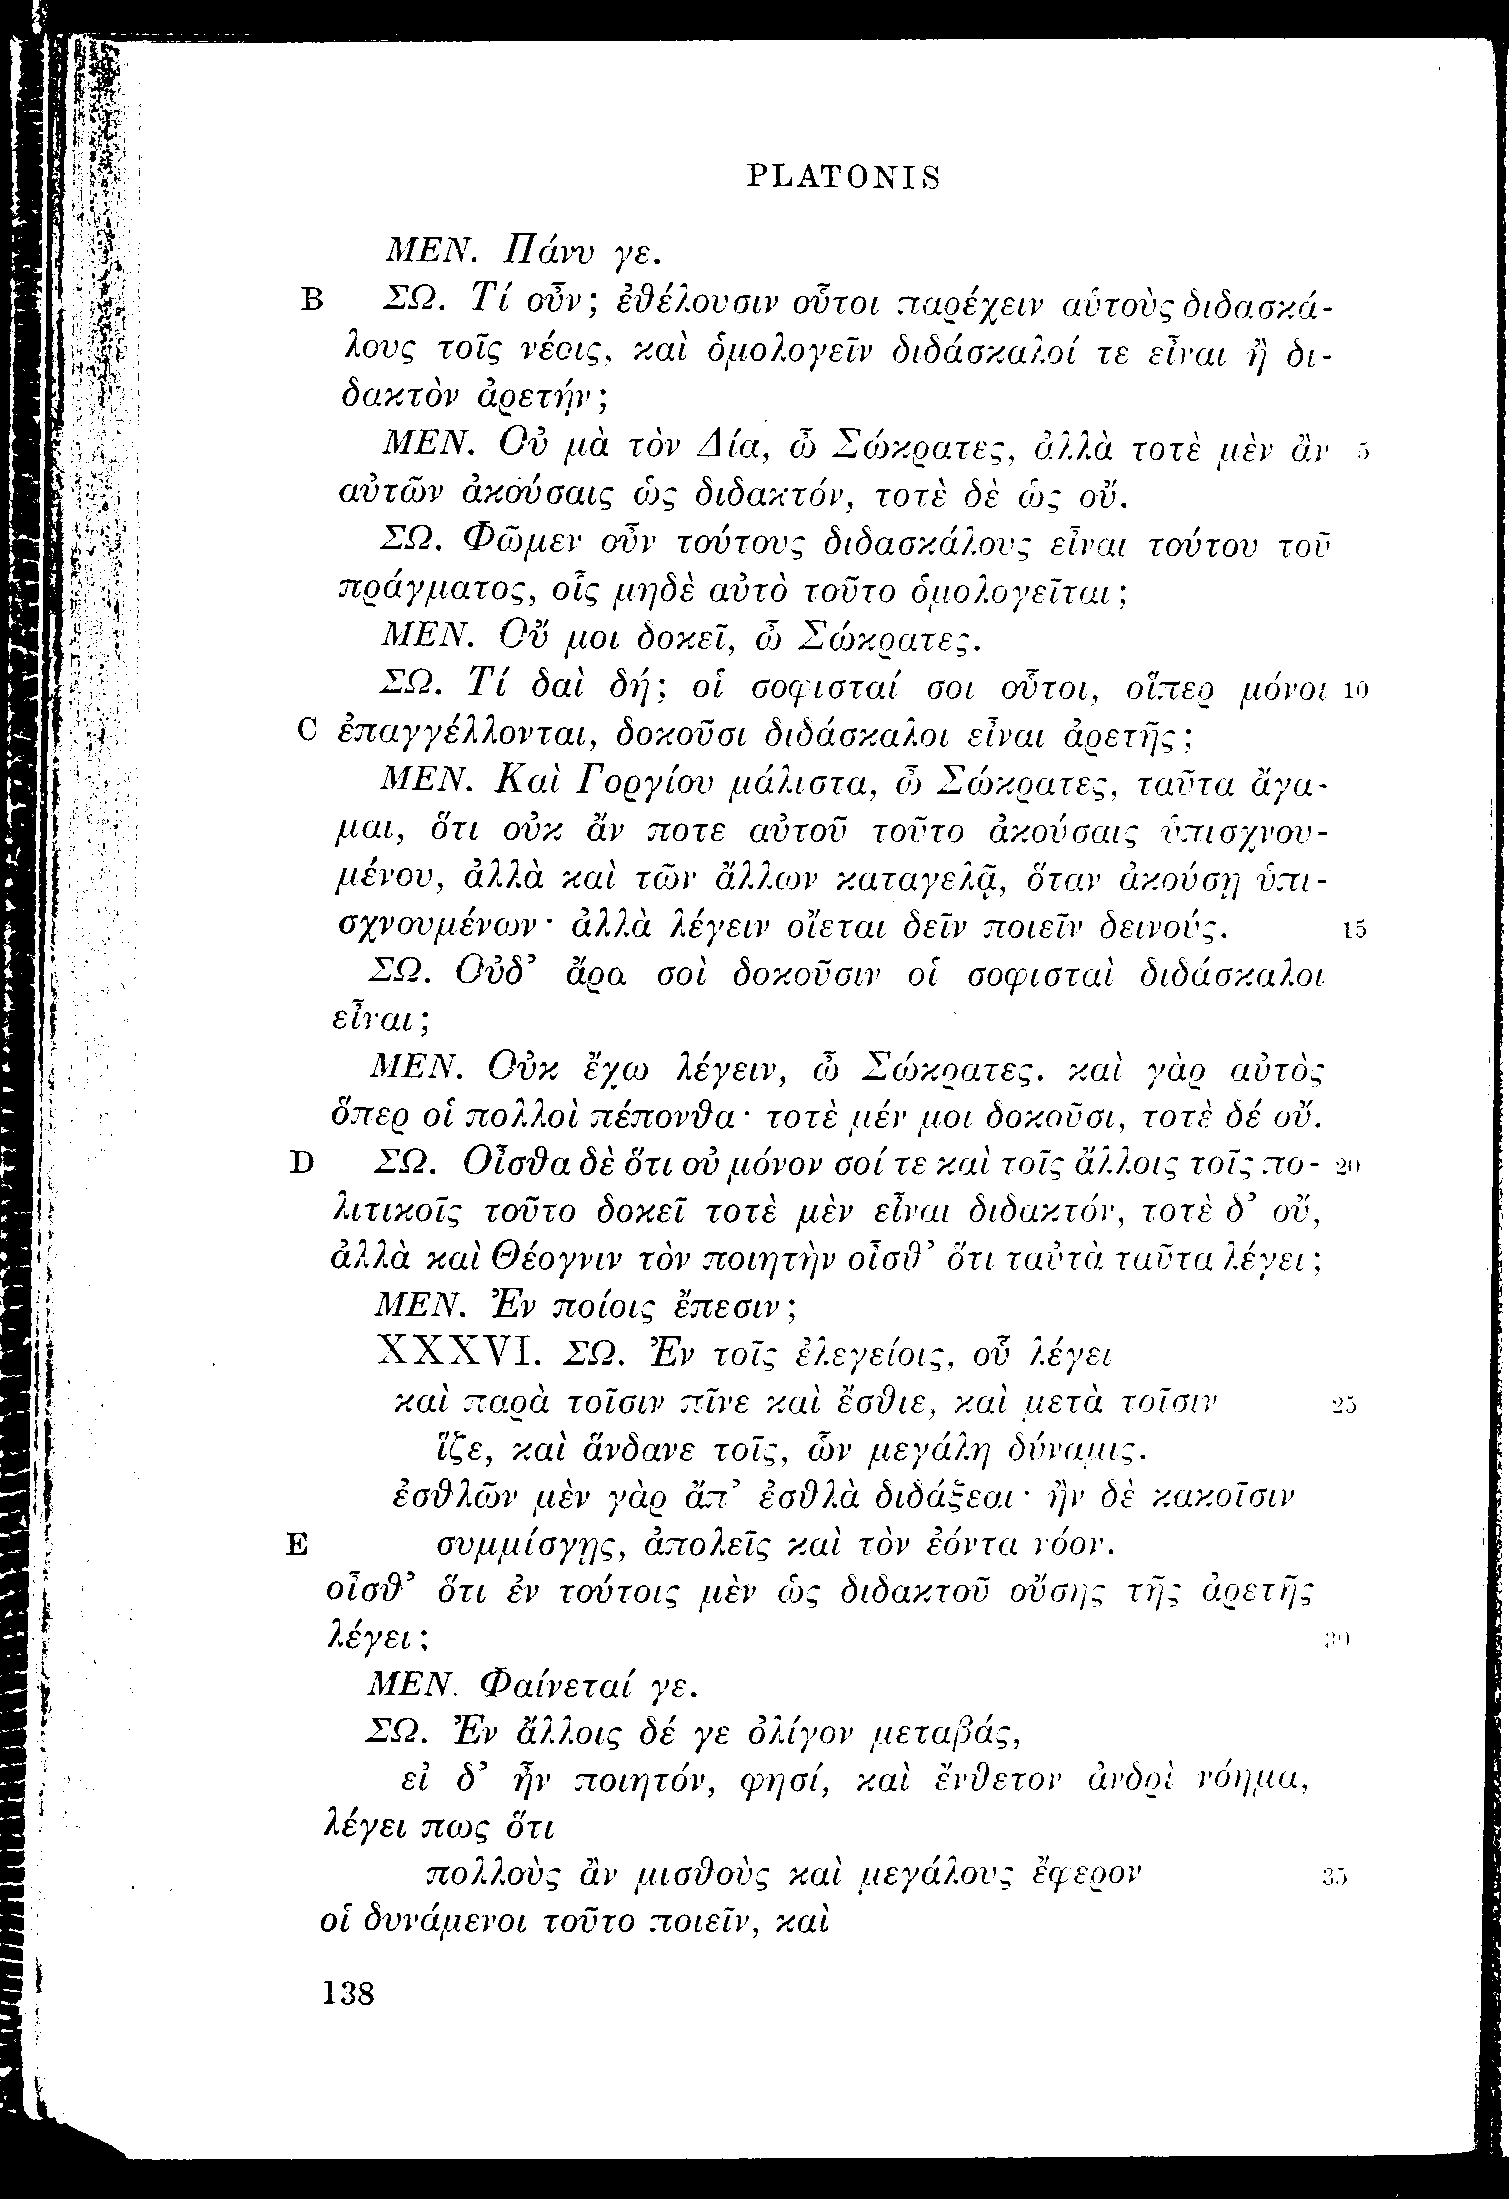 PLATONIS
ΜΕΝ. Πάνυ γε.
B ΣΩ. Τί οὖν; ἐθέλουσιν οὗτοι παρέχειν αὑτοὺς διδασκά-
λους τοῖς νέοις, καὶ ὁμολογεῖν διδάσκαλοί τε εἶναι ἢ δι-
δακτὸν ἀρετήν;
ΜΕΝ. Οὐ μὰ τὸν Δία, ὦ Σώκρατες, ἀλλὰ τοτὲ μὲν ἂν 5
αὐτῶν ἀκούσαις ὡς διδακτόν, τοτὲ δὲ ὡς οὔ.
ΣΩ. Φῶμεν οὖν τούτους διδασκάλους εἶναι τούτου τοῦ
πράγματος, οἷς μηδὲ αὐτὸ τοῦτο ὁμολογεῖται;
ΜΕΝ. Οὔ μοι δοκεῖ, ὦ Σώκρατες.
ΣΩ. Τί δαὶ δή; οἱ σοφισταί σοι οὗτοι, οἵπερ μόνοι 10
C ἐπαγγέλλονται, δοκοῦσι διδάσκαλοι εἶναι ἀρετῆς;
ΜΕΝ. Καὶ Γοργίου μάλιστα, ὦ Σώκρατες, ταῦτα ἄγα-
μαι, ὅτι οὐκ ἄν ποτε αὐτοῦ τοῦτο ἀκούσαις ὑπισχνου-
μένου, ἀλλὰ καὶ τῶν ἄλλων καταγελᾷ, ὅταν ἀκούσῃ ὑπι-
σχνουμένων· ἀλλὰ λέγειν οἴεται δεῖν ποιεῖν δεινούς. 15
ΣΩ. Οὐδ’ ἄρα σοὶ δοκοῦσιν οἱ σοφισταὶ διδάσκαλοι
εἶναι;
ΜΕΝ. Οὐκ ἔχω λέγειν, ὦ Σώκρατες. καὶ γὰρ αὐτὸς
ὅπερ οἱ πολλοὶ πέπονθα· τοτὲ μέν μοι δοκοῦσι, τοτὲ δέ οὔ.
D ΣΩ. Οἶσθα δὲ ὅτι οὐ μόνον σοί τε καὶ τοῖς ἄλλοις τοῖς πο- 20
λιτικοῖς τοῦτο δοκεῖ τοτὲ μὲν εἶναι διδακτόν, τοτὲ δ’ οὔ,
ἀλλὰ καὶ Θέογνιν τὸν ποιητὴν οἶσθ’ ὅτι ταὐτὰ ταῦτα λέγει;
ΜΕΝ. Ἐν ποίοις ἔπεσιν;
XXXVI. ΣΩ. Ἐν τοῖς ἐλεγείοις, οὗ λέγει
καὶ παρὰ τοῖσιν πῖνε καὶ ἔσθιε, καὶ μετὰ τοῖσιν 25
ἵζε, καὶ ἅνδανε τοῖς, ὧν μεγάλη δύναμις.
ἐσθλῶν μὲν γὰρ ἄπ’ ἐσθλὰ διδάξεαι· ἢν δὲ κακοῖσιν
E συμμίσγῃς, ἀπολεῖς καὶ τὸν ἐόντα νόον.
οἶσθ’ ὅτι ἐν τούτοις μὲν ὡς διδακτοῦ οὔσης τῆς ἀρετῆς
λέγει; 30
ΜΕΝ. Φαίνεταί γε.
ΣΩ. Ἐν ἄλλοις δέ γε ὀλίγον μεταβάς,
εἰ δ’ ἦν ποιητόν, φησί, καὶ ἔνθετον ἀνδρὶ νόημα,
λέγει πως ὅτι
πολλοὺς ἂν μισθοὺς καὶ μεγάλους ἔφερον 35
οἱ δυνάμενοι τοῦτο ποιεῖν, καὶ
138